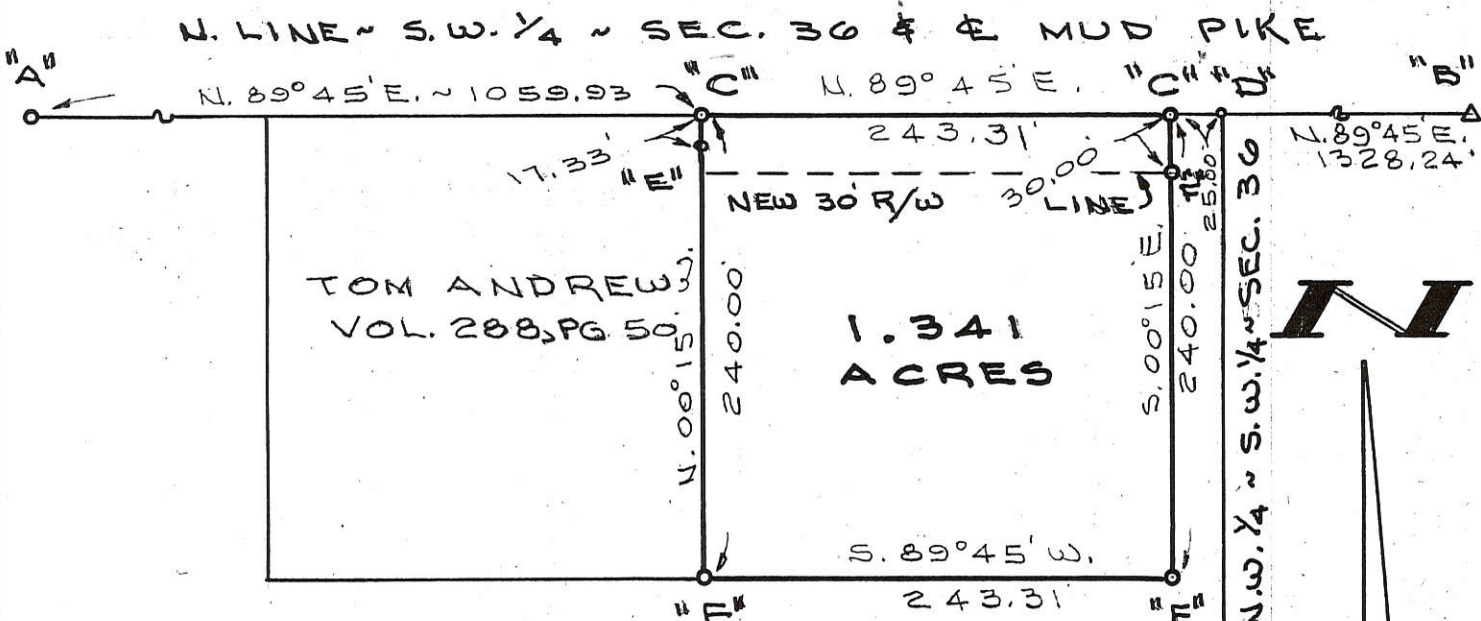 N. LINE ~ S.W. 1/4 ~ SEC. 36 & ℄ MUD PIKE
"A"
N. 89° 45' E. ~ 1059.93
"C"
N. 89° 45' E.
243.31'
"C"
"D"
"B"
N. 89° 45' E.
1328.24'
17.33'
"E"
30.00
25.00
NEW 30' R/W LINE
TOM ANDREWS
VOL. 288, PG. 50
N. 00° 15'
240.00'
1.341
ACRES
S. 00° 15' E.
240.00
N.W. 1/4 ~ S.W. 1/4 ~ SEC. 36
N
S. 89° 45' W.
243.31
"F"
"F"